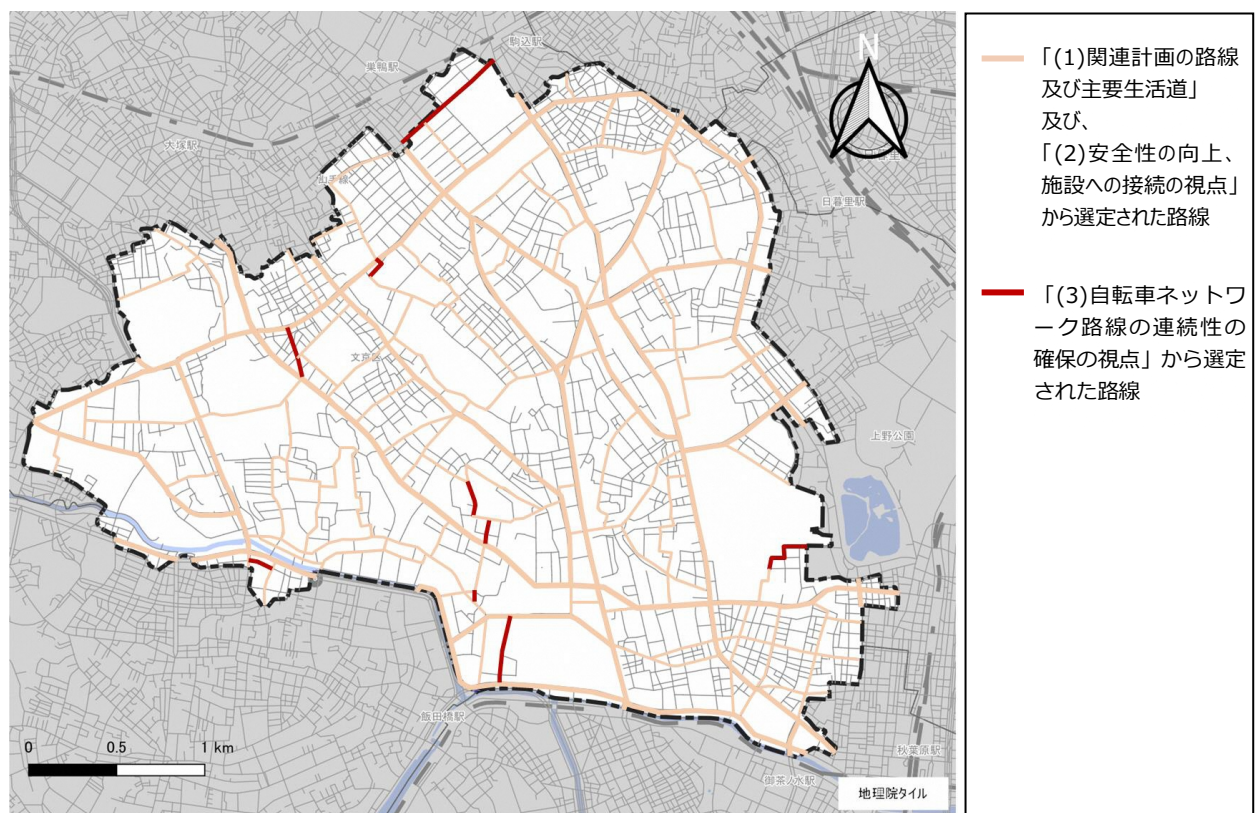 駒込駅
巣鴨駅
N
大塚駅
山手線
日暮里駅
文京区
上野公園
飯田橋駅
秋葉原駅
御茶ノ水駅
0 0.5 1 km
地理院タイル
「(1)関連計画の路線
及び主要生活道」
及び、
「(2)安全性の向上、
施設への接続の視点」
から選定された路線
「(3)自転車ネットワ
ーク路線の連続性の
確保の視点」から選定
された路線